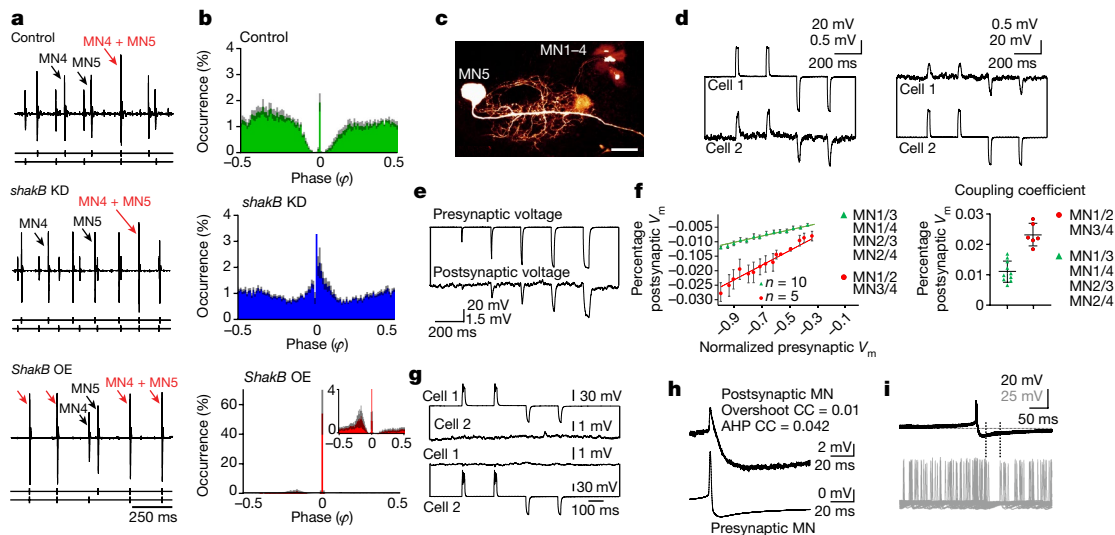 a
Control
MN4 + MN5
MN4
MN5
shakB KD
MN4 + MN5
MN4
MN5
ShakB OE
MN5
MN4 + MN5
MN4
250 ms
b
Control
Occurrence (%)
4
3
2
1
0
−0.5
0
0.5
Phase (φ)
shakB KD
Occurrence (%)
4
3
2
1
0
−0.5
0
0.5
Phase (φ)
ShakB OE
Occurrence (%)
60
40
20
0
4
0
−0.5
0
0.5
−0.5
0
0.5
Phase (φ)
c
MN1–4
MN5
d
20 mV
0.5 mV
200 ms
Cell 1
Cell 2
0.5 mV
20 mV
200 ms
Cell 1
Cell 2
e
Presynaptic voltage
Postsynaptic voltage
20 mV
1.5 mV
200 ms
f
Percentage
postsynaptic Vm
−0.005
−0.010
−0.015
−0.020
−0.025
−0.030
n = 10
n = 5
−0.9
−0.7
−0.5
−0.3
−0.1
Normalized presynaptic Vm
MN1/3
MN1/4
MN2/3
MN2/4
MN1/2
MN3/4
Coupling coefficient
Percentage
postsynaptic Vm
0.03
0.02
0.01
0
MN1/2
MN3/4
MN1/3
MN1/4
MN2/3
MN2/4
g
Cell 1
30 mV
Cell 2
1 mV
Cell 1
1 mV
30 mV
Cell 2
100 ms
h
Postsynaptic MN
Overshoot CC = 0.01
AHP CC = 0.042
2 mV
20 ms
0 mV
20 ms
Presynaptic MN
i
20 mV
25 mV
50 ms